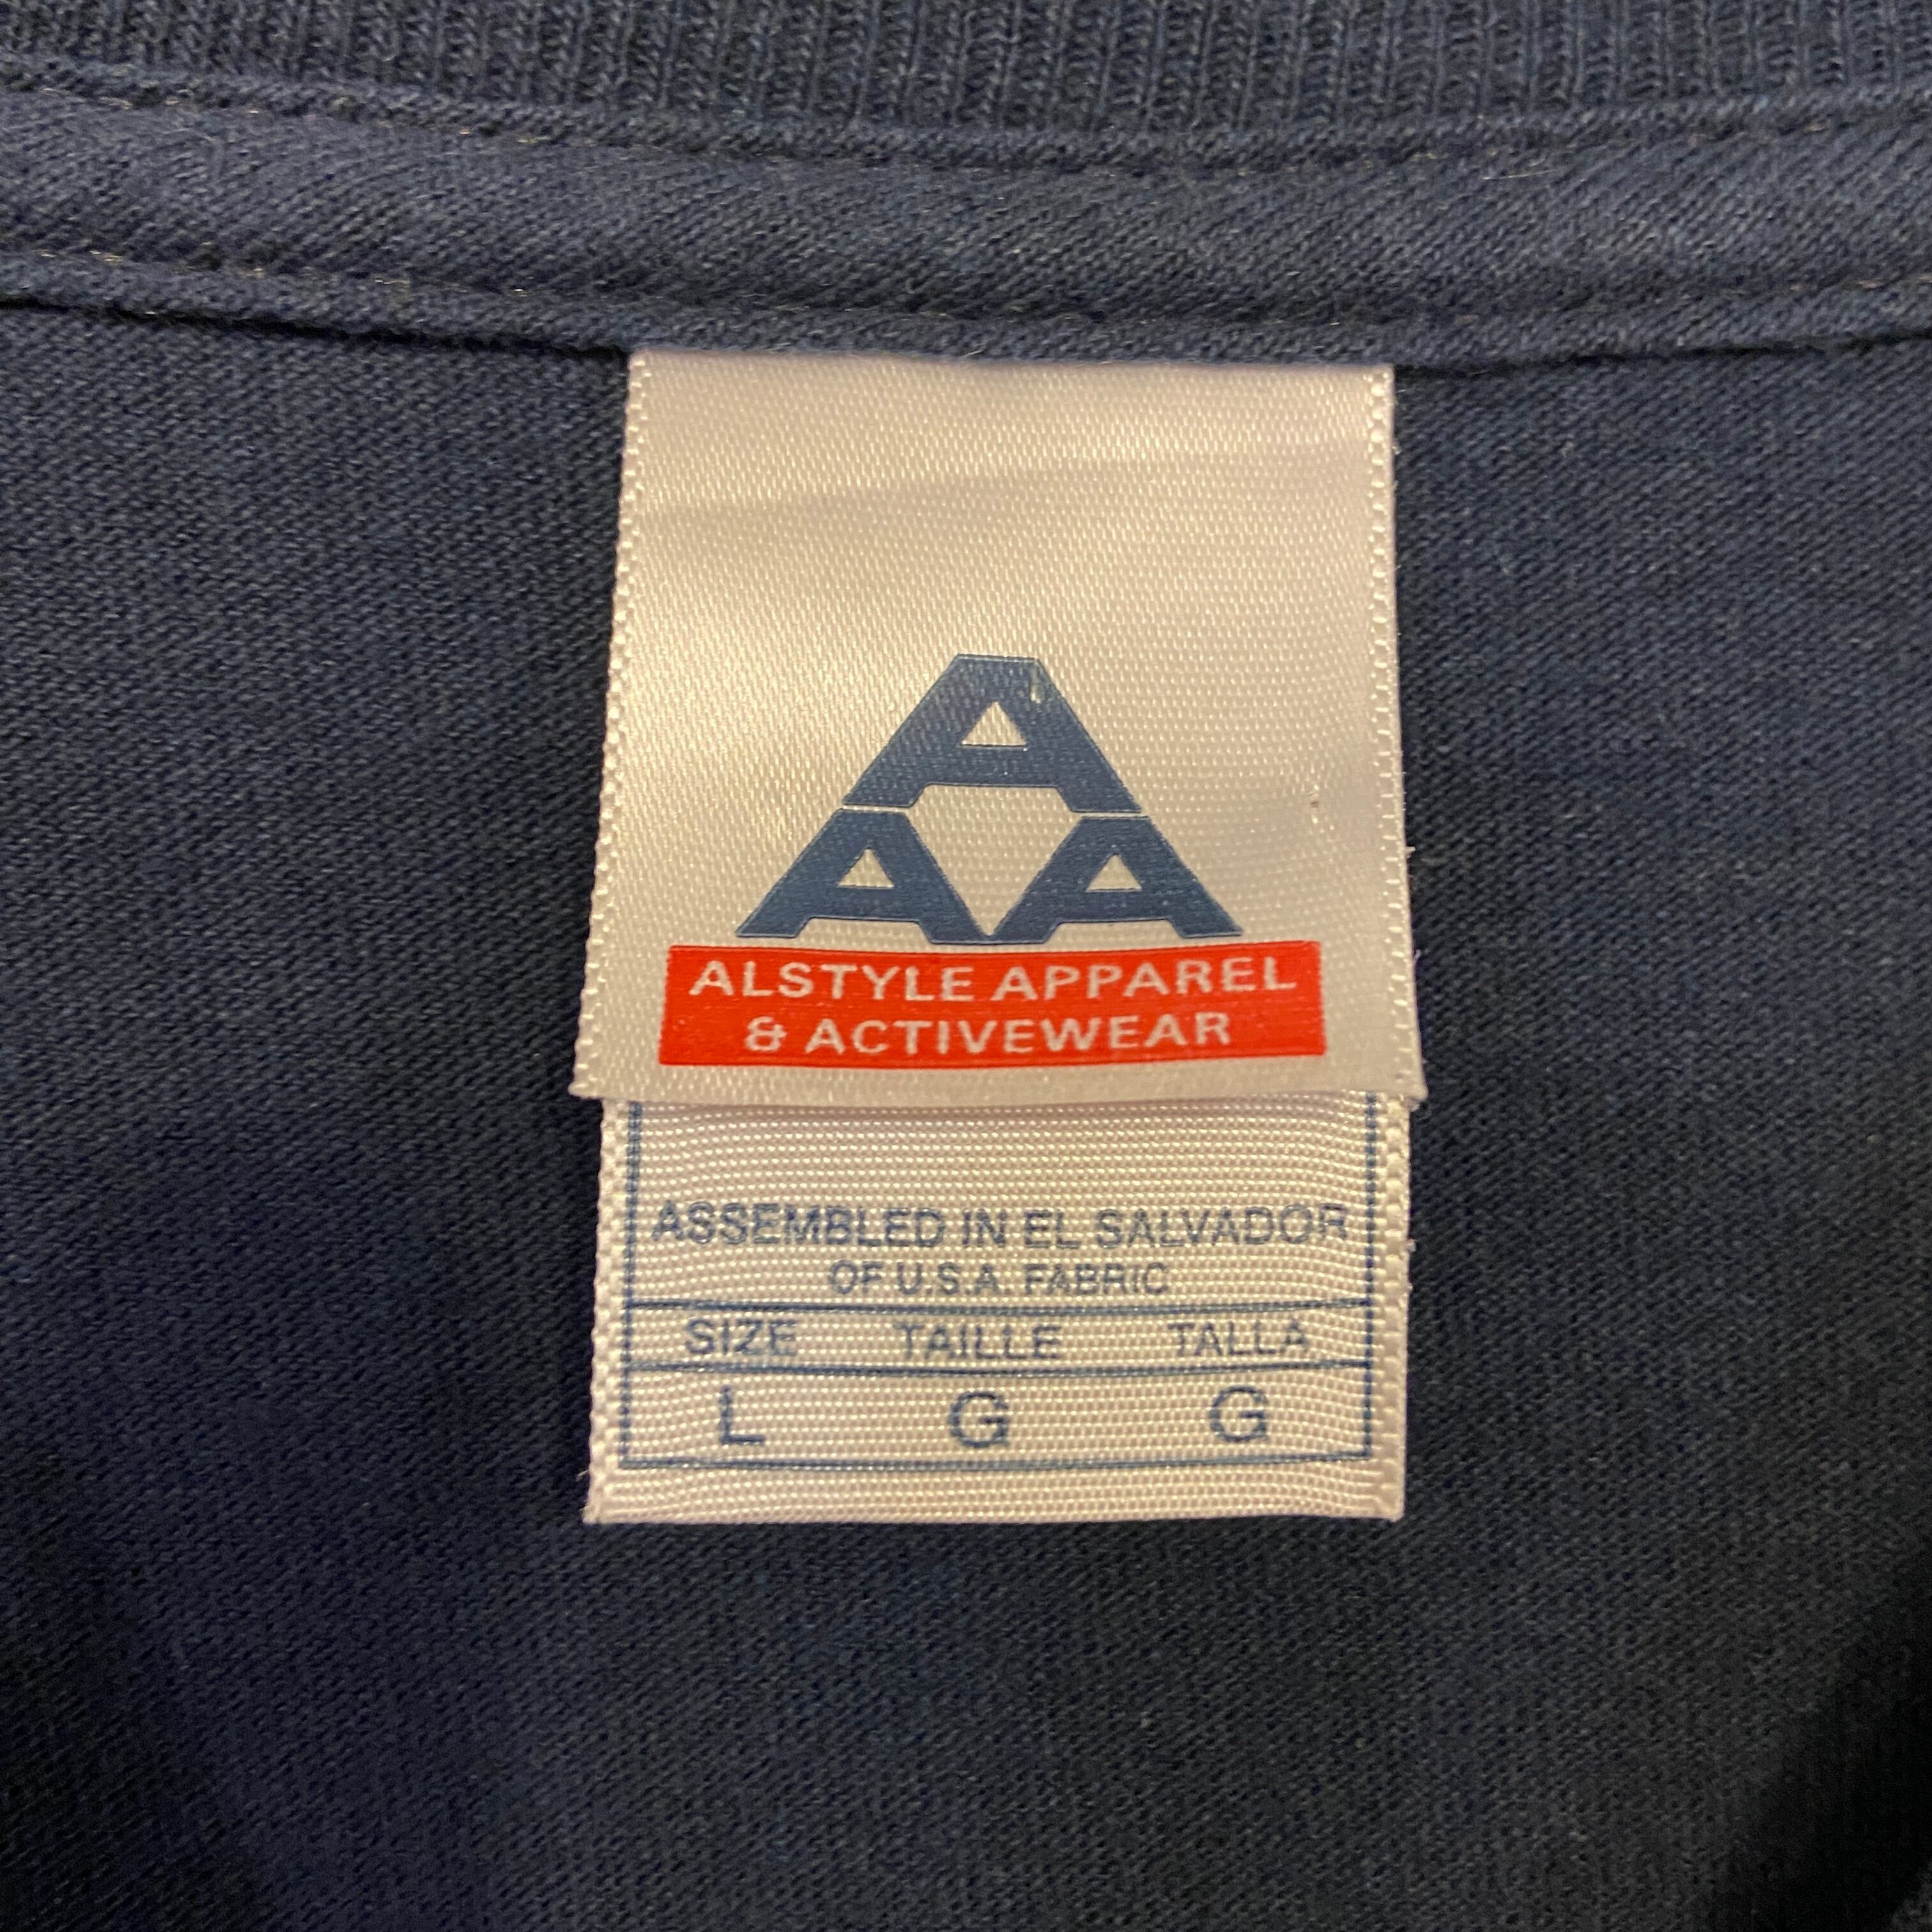 A
A A
ALSTYLE APPAREL
& ACTIVEWEAR
ASSEMBLED IN EL SALVADOR
OF U.S.A. FABRIC
SIZE TAILLE TALLA
L G G